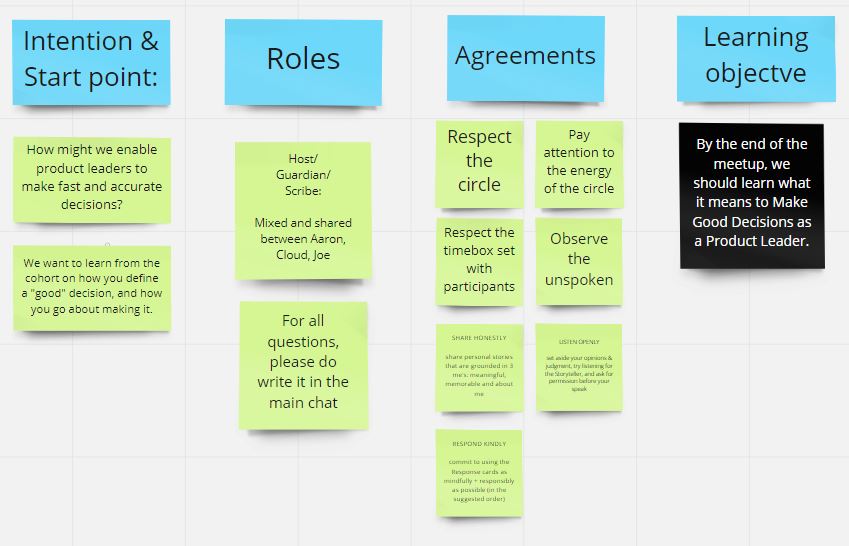 Intention &
Start point:
How might we enable
product leaders to
make fast and accurate
decisions?
We want to learn from the
cohort on how you define
a "good" decision, and how
you go about making it.
Roles
Host/
Guardian/
Scribe:
Mixed and shared
between Aaron,
Cloud, Joe
For all
questions,
please do
write it in the
main chat
Agreements
Respect
the
circle
Pay
attention to
the energy
of the circle
Respect the
timebox set
with
participants
Observe
the
unspoken
SHARE HONESTLY
share personal stories
that are grounded in 3
me's: meaningful,
memorable and about
me
LISTEN OPENLY
set aside your opinions &
judgment, try listening for
the Storyteller, and ask for
permission before your
speak
RESPOND KINDLY
commit to using the
Response cards as
mindfully + responsibly
as possible (in the
suggested order)
Learning
objectve
By the end of the
meetup, we
should learn what
it means to Make
Good Decisions as
a Product Leader.